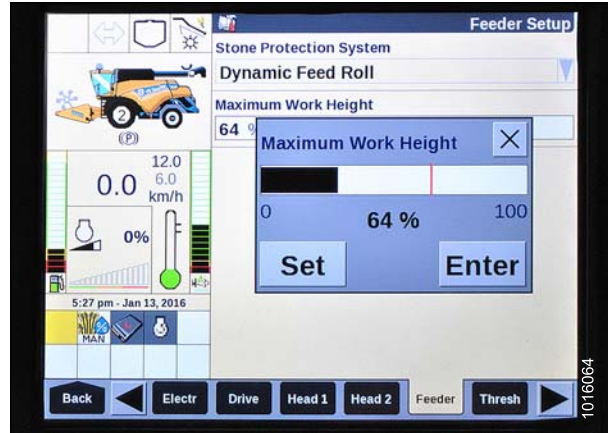 Feeder Setup
Stone Protection System
Dynamic Feed Roll
Maximum Work Height
64 %
Maximum Work Height
0
64 %
100
Set
Enter
2
(P)
0.0
12.0
6.0
km/h
0%
5:27 pm - Jan 13, 2016
MAN
Back
Electr
Drive
Head 1
Head 2
Feeder
Thresh
1016064